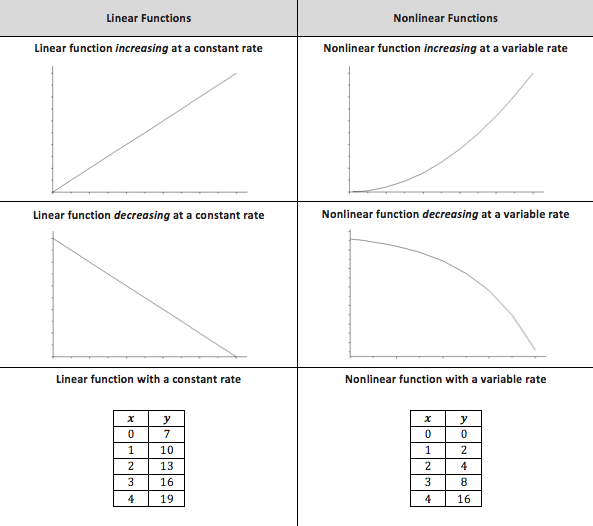 Linear Functions
Nonlinear Functions
Linear function increasing at a constant rate
Nonlinear function increasing at a variable rate
Linear function decreasing at a constant rate
Nonlinear function decreasing at a variable rate
Linear function with a constant rate
x y
0 7
1 10
2 13
3 16
4 19
Nonlinear function with a variable rate
x y
0 0
1 2
2 4
3 8
4 16